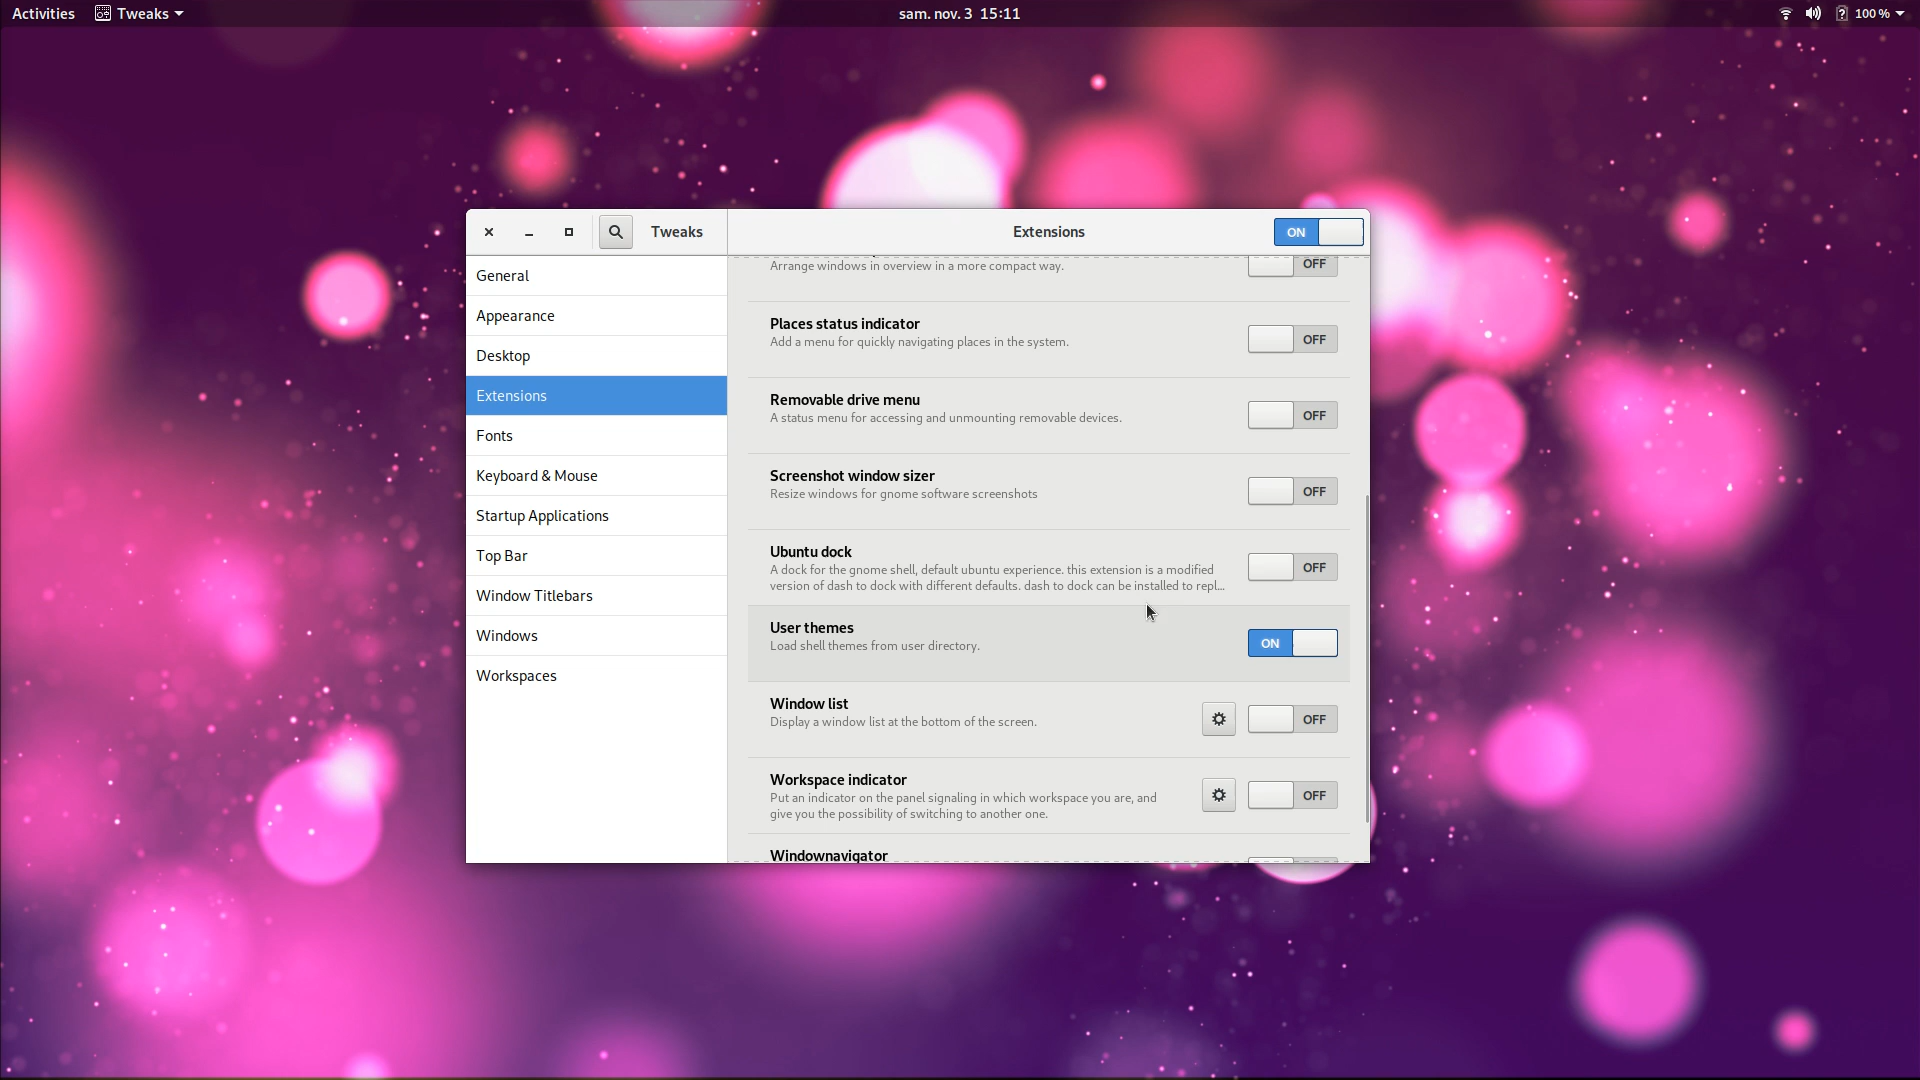 Activities Tweaks sam. nov. 3 15:11 100 %
Tweaks Extensions ON
General
Appearance
Desktop
Extensions
Fonts
Keyboard & Mouse
Startup Applications
Top Bar
Window Titlebars
Windows
Workspaces
Arrange windows in overview in a more compact way.
OFF
Places status indicator
Add a menu for quickly navigating places in the system.
OFF
Removable drive menu
A status menu for accessing and unmounting removable devices.
OFF
Screenshot window sizer
Resize windows for gnome software screenshots
OFF
Ubuntu dock
A dock for the gnome shell, default ubuntu experience. this extension is a modified
version of dash to dock with different defaults. dash to dock can be installed to repl...
OFF
User themes
Load shell themes from user directory.
ON
Window list
Display a window list at the bottom of the screen.
OFF
Workspace indicator
Put an indicator on the panel signaling in which workspace you are, and
give you the possibility of switching to another one.
OFF
Windownavigator